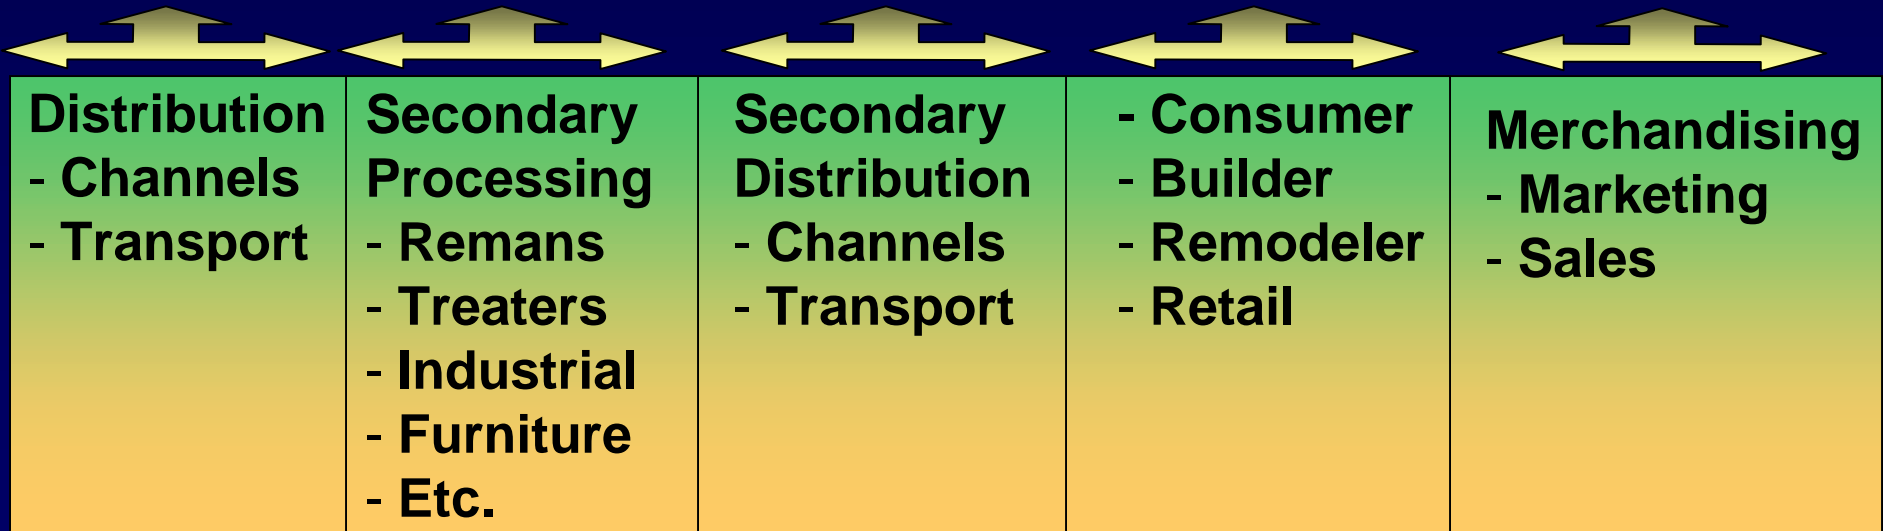 Distribution
- Channels
- Transport
Secondary
Processing
- Remans
- Treaters
- Industrial
- Furniture
- Etc.
Secondary
Distribution
- Channels
- Transport
- Consumer
- Builder
- Remodeler
- Retail
Merchandising
- Marketing
- Sales